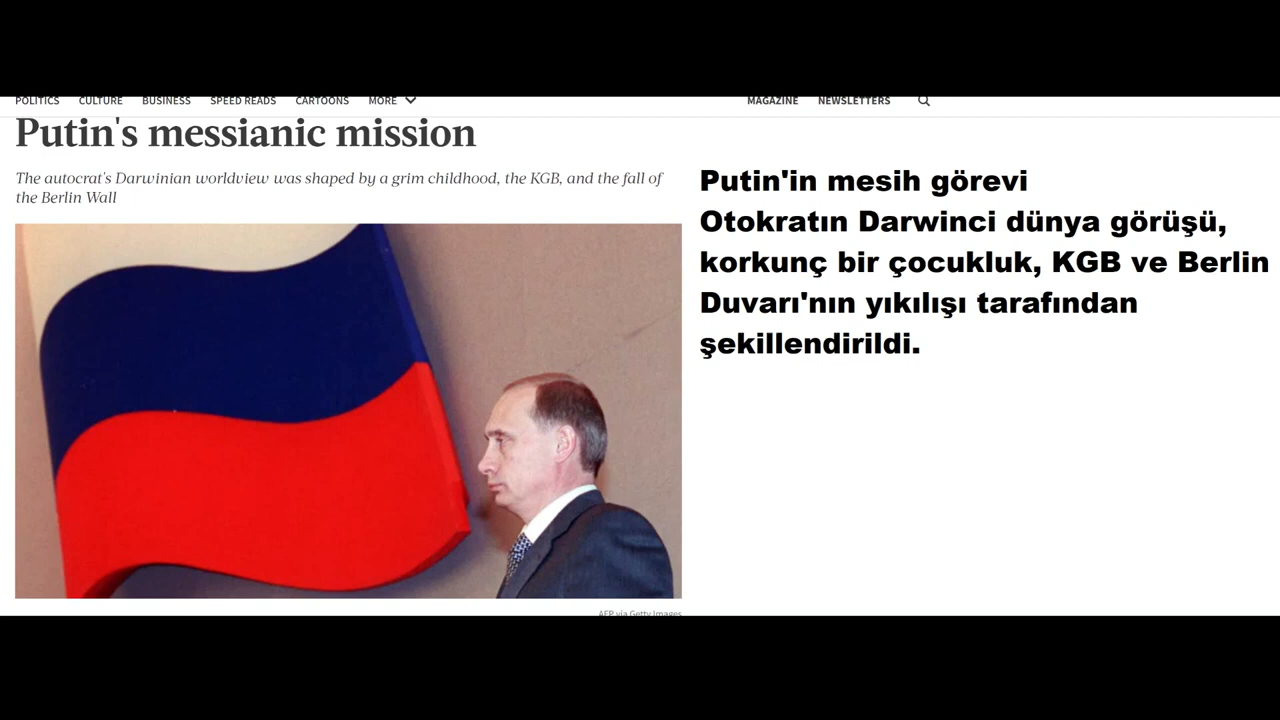 POLITICS CULTURE BUSINESS SPEED READS CARTOONS MORE MAGAZINE NEWSLETTERS
Putin's messianic mission
The autocrat's Darwinian worldview was shaped by a grim childhood, the KGB, and the fall of
the Berlin Wall
Putin'in mesih görevi
Otokratın Darwinci dünya görüşü,
korkunç bir çocukluk, KGB ve Berlin
Duvarı'nın yıkılışı tarafından
şekillendirildi.
AFP via Getty Images